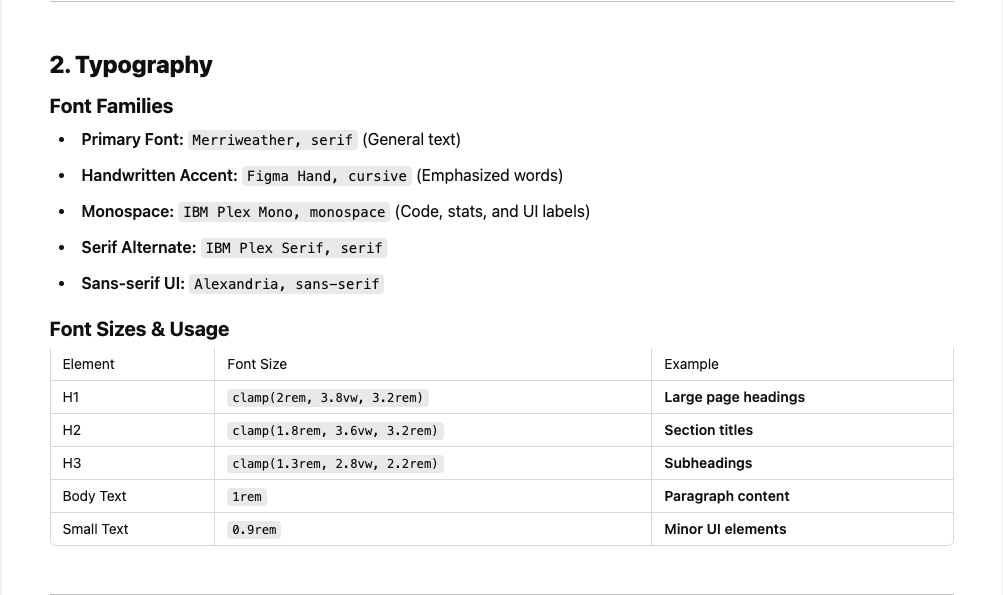 2. Typography
Font Families
• Primary Font: Merriweather, serif (General text)
• Handwritten Accent: Figma Hand, cursive (Emphasized words)
• Monospace: IBM Plex Mono, monospace (Code, stats, and UI labels)
• Serif Alternate: IBM Plex Serif, serif
• Sans-serif UI: Alexandria, sans-serif
Font Sizes & Usage
Element Font Size Example
H1 clamp(2rem, 3.8vw, 3.2rem) Large page headings
H2 clamp(1.8rem, 3.6vw, 3.2rem) Section titles
H3 clamp(1.3rem, 2.8vw, 2.2rem) Subheadings
Body Text 1rem Paragraph content
Small Text 0.9rem Minor UI elements